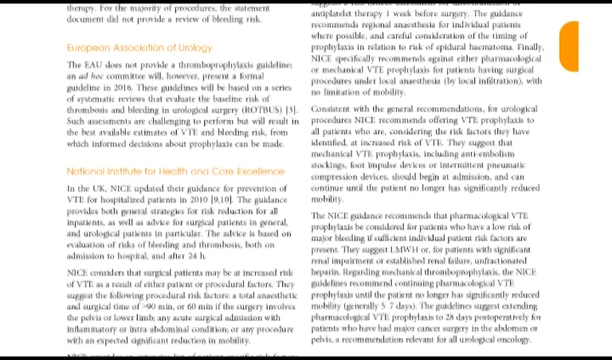 therapy. For the majority of procedures, the statement
document did not provide a review of bleeding risk.
European Association of Urology
The EAU does not provide a thromboprophylaxis guideline;
an ad hoc committee will, however, present a formal
guideline in 2016. These guidelines will be based on a series
of systematic reviews that evaluate the baseline risk of
thrombosis and bleeding in urological surgery (ROTBUS) [3].
Such assessments are challenging to perform but will result in
the best available estimates of VTE and bleeding risk, from
which informed decisions about prophylaxis can be made.
National Institute for Health and Care Excellence
In the UK, NICE updated their guidance for prevention of
VTE for hospitalized patients in 2010 [9,10]. The guidance
provides both general strategies for risk reduction for all
inpatients, as well as advice for surgical patients in general,
and urological patients in particular. The advice is based on
evaluation of risks of bleeding and thrombosis, both on
admission to hospital, and after 24 h.
NICE considers that surgical patients may be at increased risk
of VTE as a result of either patient or procedural factors. They
suggest the following procedural risk factors: a total anaesthetic
and surgical time of >90 min, or 60 min if the surgery involves
the pelvis or lower limb; any acute surgical admission with
inflammatory or intra abdominal condition; or any procedure
with an expected significant reduction in mobility.
antiplatelet therapy 1 week before surgery. The guidance
recommends regional anaesthesia for individual patients
where possible, and careful consideration of the timing of
prophylaxis in relation to risk of epidural haematoma. Finally,
NICE specifically recommends against either pharmacological
or mechanical VTE prophylaxis for patients having surgical
procedures under local anaesthesia (by local infiltration), with
no limitation of mobility.
Consistent with the general recommendations, for urological
procedures NICE recommends offering VTE prophylaxis to
all patients who are, considering the risk factors they have
identified, at increased risk of VTE. They suggest that
mechanical VTE prophylaxis, including anti-embolism
stockings, foot impulse devices or intermittent pneumatic
compression devices, should begin at admission, and can
continue until the patient no longer has significantly reduced
mobility.
The NICE guidance recommends that pharmacological VTE
prophylaxis be considered for patients who have a low risk of
major bleeding if sufficient individual patient risk factors are
present. They suggest LMWH or, for patients with significant
renal impairment or established renal failure, unfractionated
heparin. Regarding mechanical thromboprophylaxis, the NICE
guidelines recommend continuing pharmacological VTE
prophylaxis until the patient no longer has significantly reduced
mobility (generally 5-7 days). The guidelines suggest extending
pharmacological VTE prophylaxis to 28 days postoperatively for
patients who had major cancer surgery in the abdomen or
pelvis, a recommendation relevant for all urological oncology.